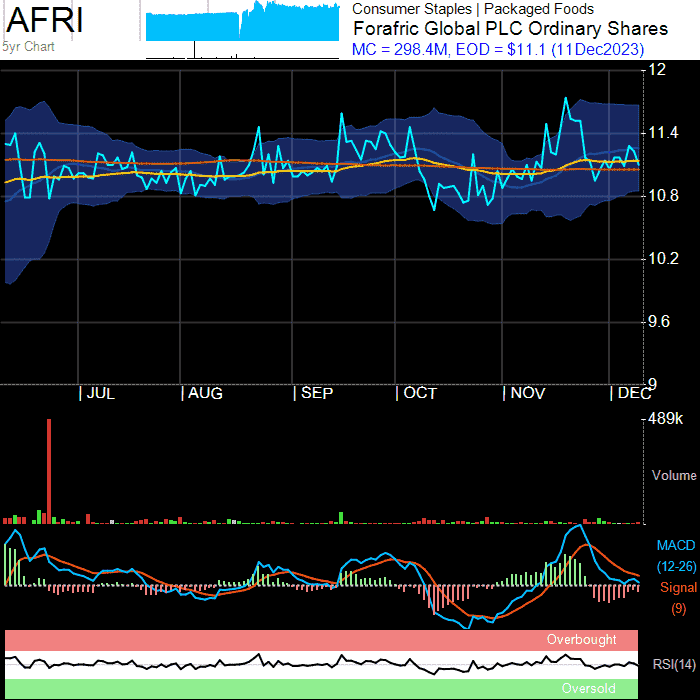 AFRI
5yr Chart
Consumer Staples | Packaged Foods
Forafric Global PLC Ordinary Shares
MC = 298.4M, EOD = $11.1 (11Dec2023)
12
11.4
10.8
10.2
9.6
9
| JUL | AUG | SEP | OCT | NOV | DEC
489k
Volume
MACD
(12-26)
Signal
(9)
Overbought
RSI(14)
Oversold